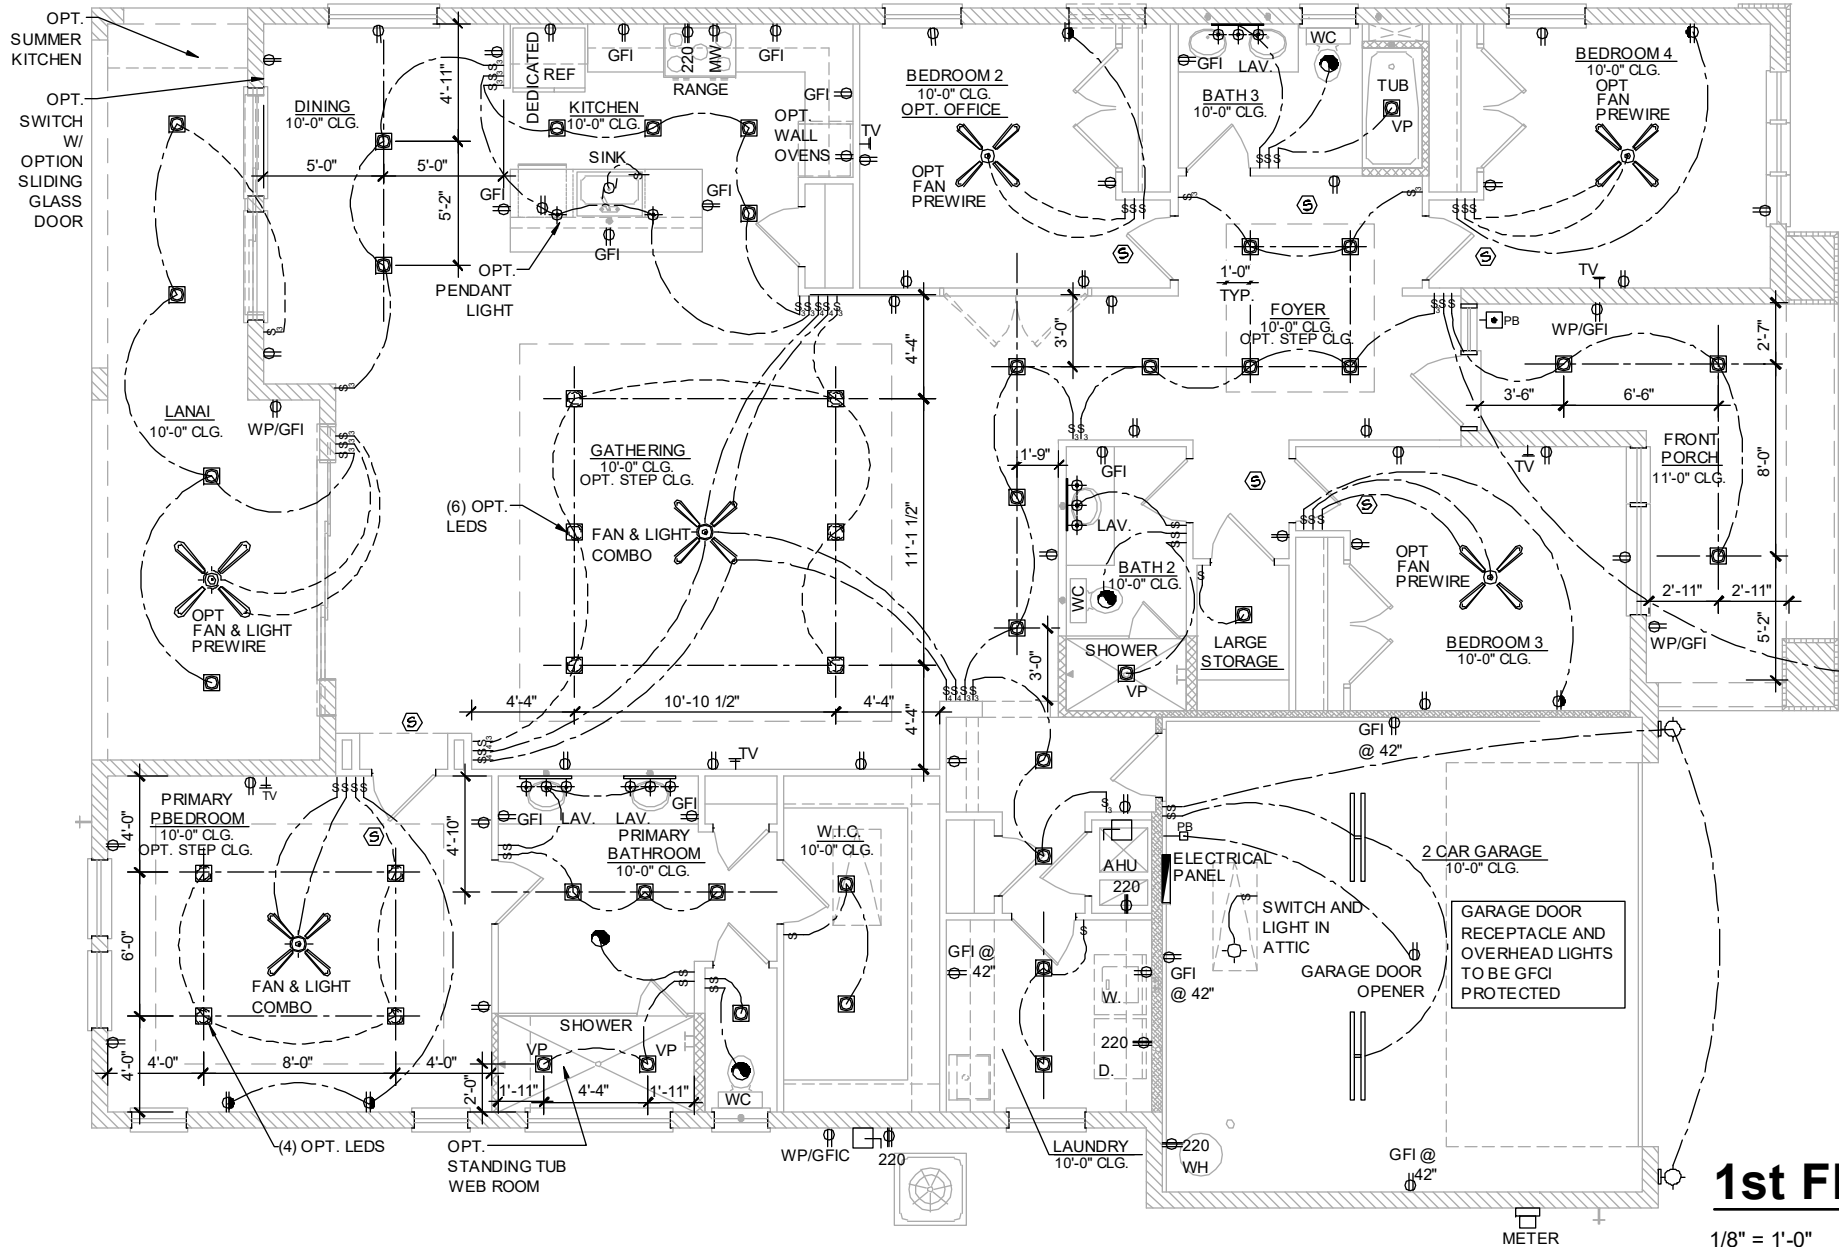 OPT.
SUMMER
KITCHEN
OPT.
SWITCH
W/
OPTION
SLIDING
GLASS
DOOR
DINING
10'-0" CLG.
4'-11"
5'-0"
5'-0"
5'-2"
DEDICATED
REF
GFI
220
MW
GFI
RANGE
KITCHEN
10'-0" CLG.
SINK
GFI
GFI
GFI
GFI
OPT.
WALL
OVENS
TV
OPT.
PENDANT
LIGHT
BEDROOM 2
10'-0" CLG.
OPT. OFFICE
OPT
FAN
PREWIRE
GFI
LAV.
WC
BATH 3
10'-0" CLG.
TUB
VP
BEDROOM 4
10'-0" CLG.
OPT
FAN
PREWIRE
TV
1'-0"
TYP.
FOYER
10'-0" CLG.
OPT. STEP CLG.
3'-0"
PB
WP/GFI
2'-7"
3'-6"
6'-6"
FRONT
PORCH
11'-0" CLG.
8'-0"
2'-11"
2'-11"
5'-2"
WP/GFI
LANAI
10'-0" CLG.
WP/GFI
OPT
FAN & LIGHT
PREWIRE
GATHERING
10'-0" CLG.
OPT. STEP CLG.
(6) OPT.
LEDS
FAN & LIGHT
COMBO
4'-4"
11'-1 1/2"
4'-4"
4'-4"
10'-10 1/2"
4'-4"
1'-9"
GFI
LAV.
BATH 2
10'-0" CLG.
WC
SHOWER
VP
3'-0"
LARGE
STORAGE
TV
OPT
FAN
PREWIRE
BEDROOM 3
10'-0" CLG.
TV
TV
PRIMARY
PBEDROOM
10'-0" CLG.
OPT. STEP CLG.
4'-0"
6'-0"
4'-0"
4'-10"
FAN & LIGHT
COMBO
4'-0"
8'-0"
4'-0"
2'-0"
(4) OPT. LEDS
GFI
LAV.
LAV.
GFI
PRIMARY
BATHROOM
10'-0" CLG.
W.I.C.
10'-0" CLG.
SHOWER
VP
VP
1'-11"
4'-4"
1'-11"
WC
OPT.
STANDING TUB
WEB ROOM
WP/GFIC
220
GFI @
42"
AHU
220
W.
220
D.
LAUNDRY
10'-0" CLG.
GFI
@ 42"
PB
ELECTRICAL
PANEL
SWITCH AND
LIGHT IN
ATTIC
GFI
@ 42"
GARAGE DOOR
OPENER
2 CAR GARAGE
10'-0" CLG.
GARAGE DOOR
RECEPTACLE AND
OVERHEAD LIGHTS
TO BE GFCI
PROTECTED
220
WH
GFI @
42"
METER
1st Fl
1/8" = 1'-0"